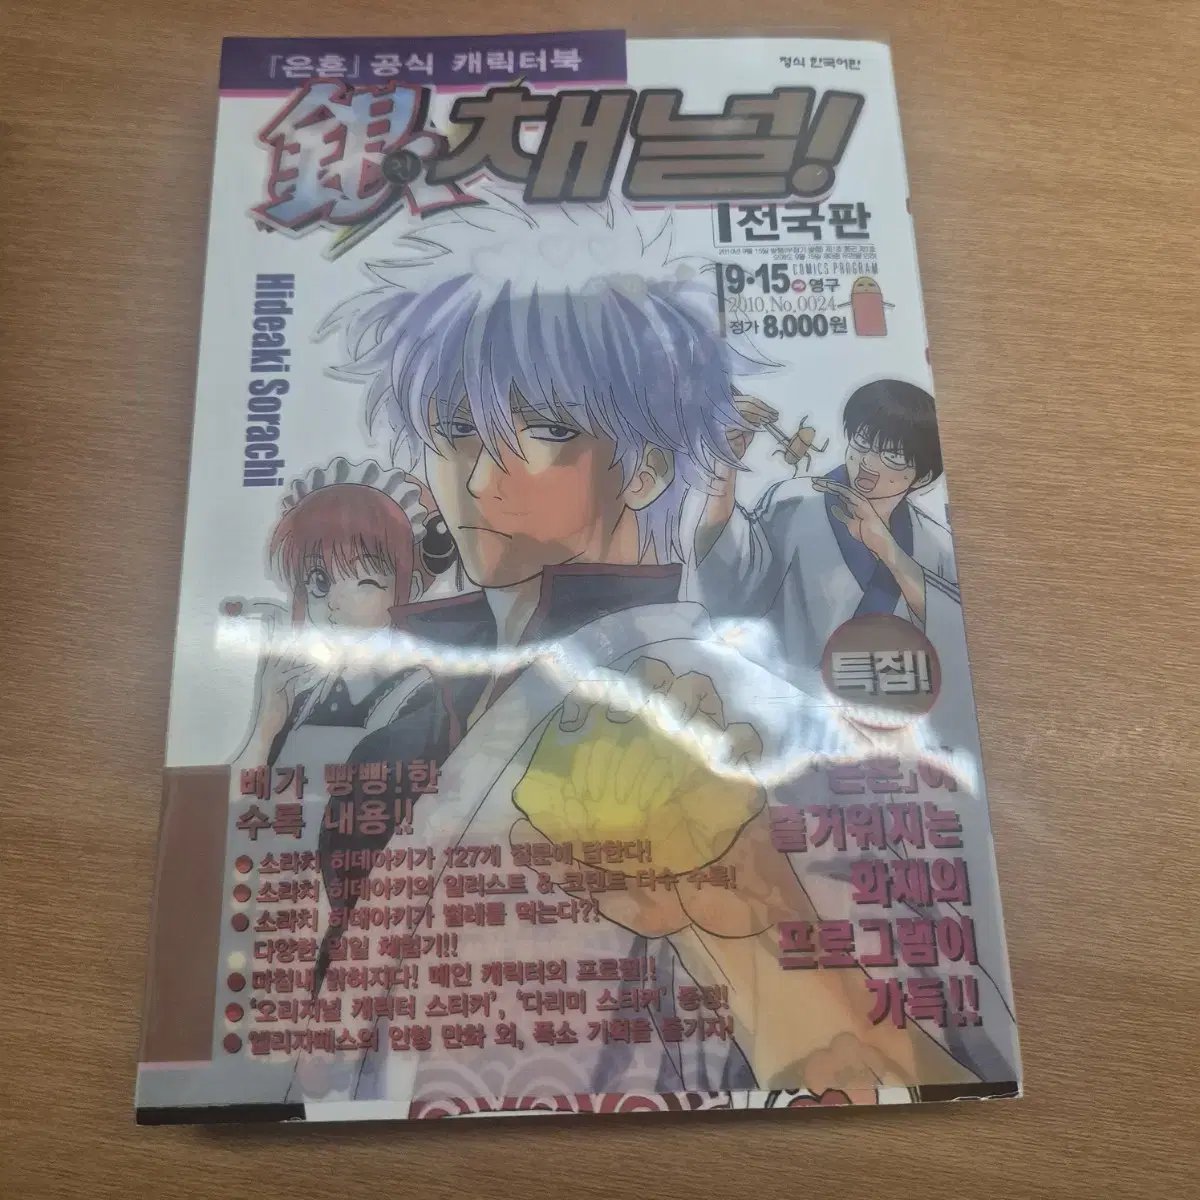 「은혼」 공식 캐릭터북
정식 한국어판
銀 채널!
긴
전국판
9·15 영구
COMICS PROGRAM
2010, No.0024
정가 8,000원
Hideaki Sorachi
특집!
「은혼」이
즐거워지는
화제의
프로그램이
가득!!
배가 빵빵!한
수록 내용!!
● 소라치 히데아키가 127개 질문에 답한다!
● 소라치 히데아키의 일러스트 & 코멘트 다수 수록!
● 소라치 히데아키가 벌레를 먹는다?!
다양한 일일 체험기!!
● 마침내 밝혀지다! 메인 캐릭터의 프로필!!
● '오리지널 캐릭터 스티커', '다리미 스티커' 증정!
● 엘리자베스의 인형 만화 외, 폭소 기획을 즐기자!